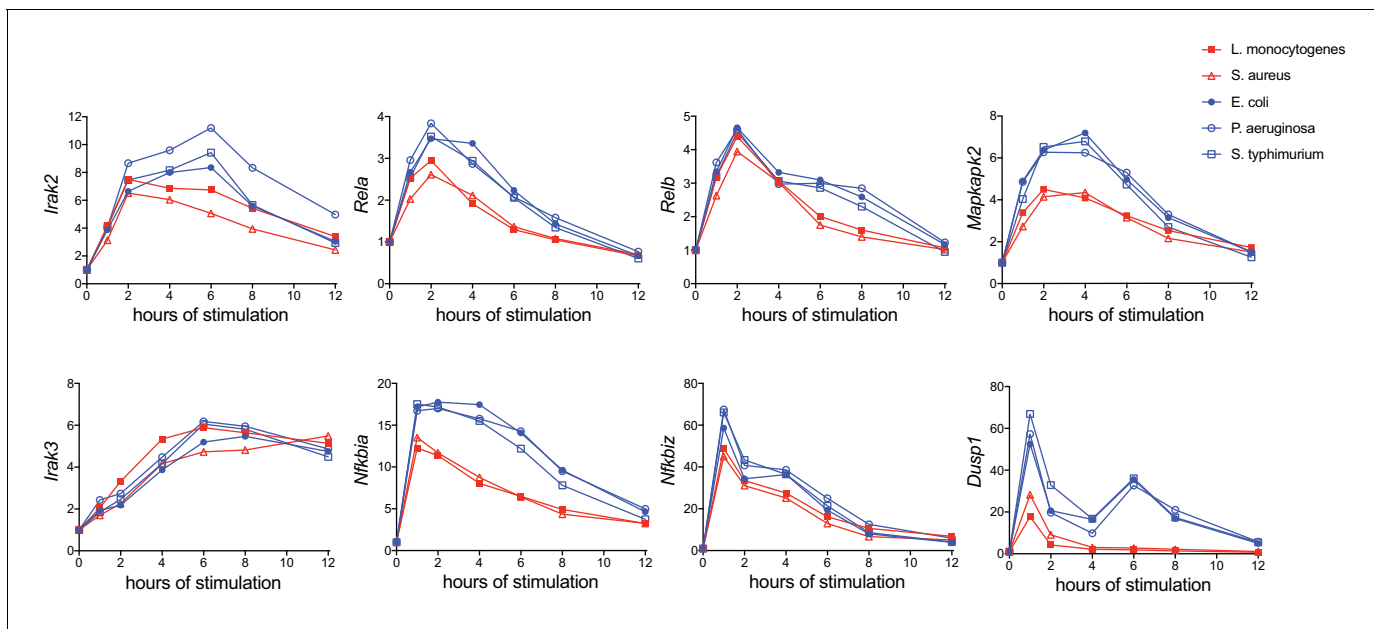 L. monocytogenes
S. aureus
E. coli
P. aeruginosa
S. typhimurium
Irak2
12
10
8
6
4
2
0
0 2 4 6 8 10 12
hours of stimulation
Rela
4
3
2
1
0
0 2 4 6 8 10 12
hours of stimulation
Relb
5
4
3
2
1
0
0 2 4 6 8 10 12
hours of stimulation
Mapkapk2
8
6
4
2
0
0 2 4 6 8 10 12
hours of stimulation
Irak3
8
6
4
2
0
0 2 4 6 8 10 12
hours of stimulation
Nfkbia
20
15
10
5
0
0 2 4 6 8 10 12
hours of stimulation
Nfkbiz
80
60
40
20
0
0 2 4 6 8 10 12
hours of stimulation
Dusp1
80
60
40
20
0
0 2 4 6 8 10 12
hours of stimulation